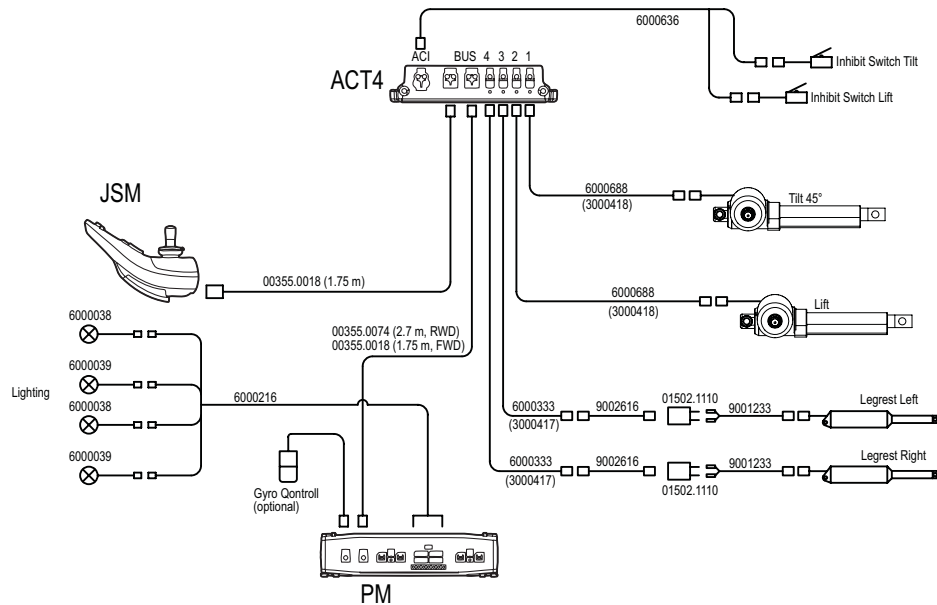 6000636
ACI BUS 4 3 2 1
ACT4
Inhibit Switch Tilt
Inhibit Switch Lift
JSM
6000688
(3000418)
Tilt 45°
00355.0018 (1.75 m)
6000688
(3000418)
Lift
6000038
00355.0074 (2.7 m, RWD)
00355.0018 (1.75 m, FWD)
6000039
Lighting
6000038
6000216
6000039
6000333
(3000417)
9002616
01502.1110
9001233
Legrest Left
6000333
(3000417)
9002616
01502.1110
9001233
Legrest Right
Gyro Qontroll
(optional)
PM